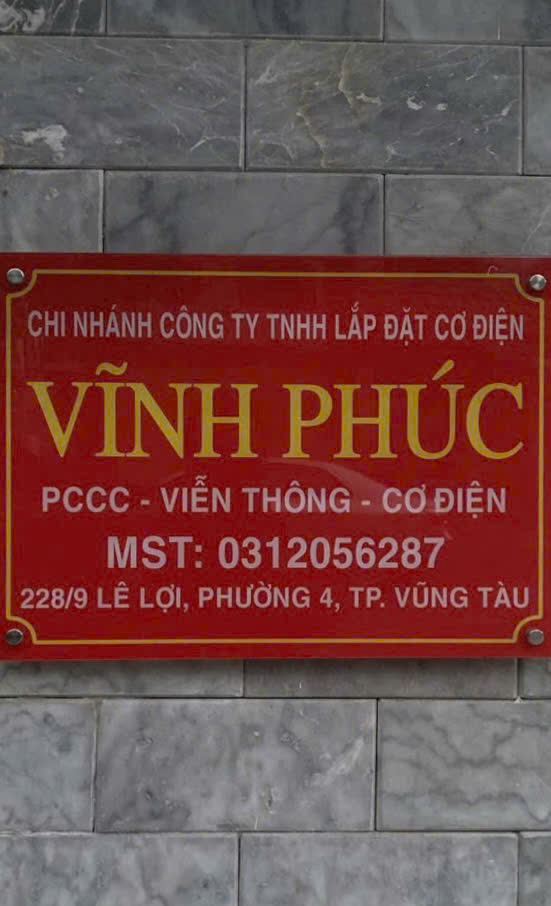 CHI NHÁNH CÔNG TY TNHH LẮP ĐẶT CƠ ĐIỆN
VĨNH PHÚC
PCCC - VIỄN THÔNG - CƠ ĐIỆN
MST: 0312056287
228/9 LÊ LỢI, PHƯỜNG 4, TP. VŨNG TÀU